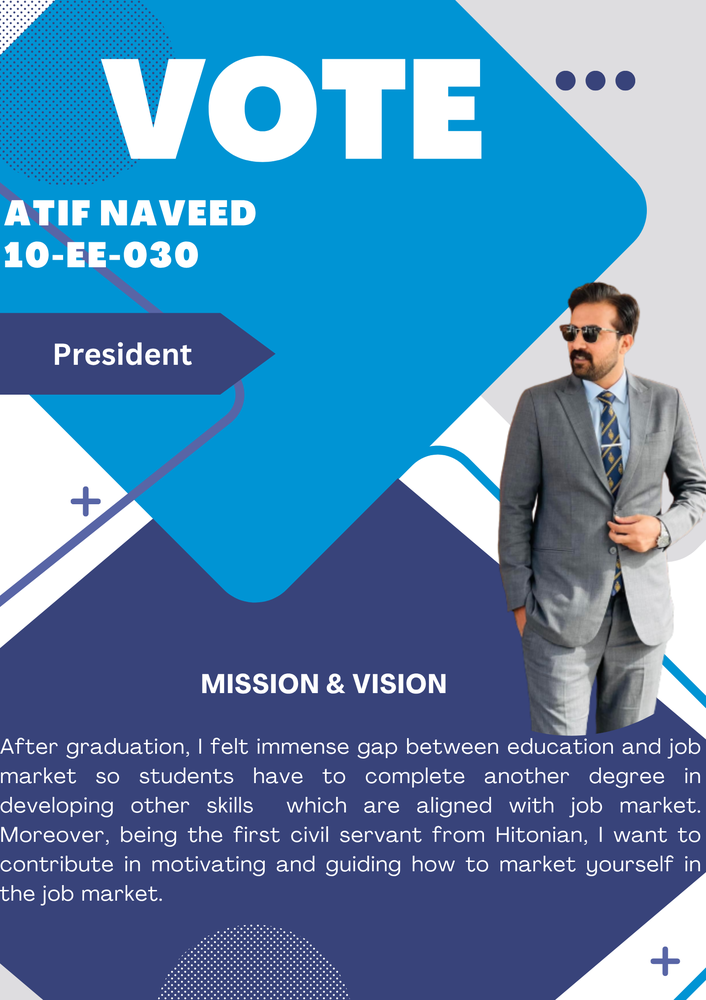 VOTE
ATIF NAVEED
10-EE-030
President
MISSION & VISION
After graduation, I felt immense gap between education and job
market so students have to complete another degree in
developing other skills which are aligned with job market.
Moreover, being the first civil servant from Hitonian, I want to
contribute in motivating and guiding how to market yourself in
the job market.